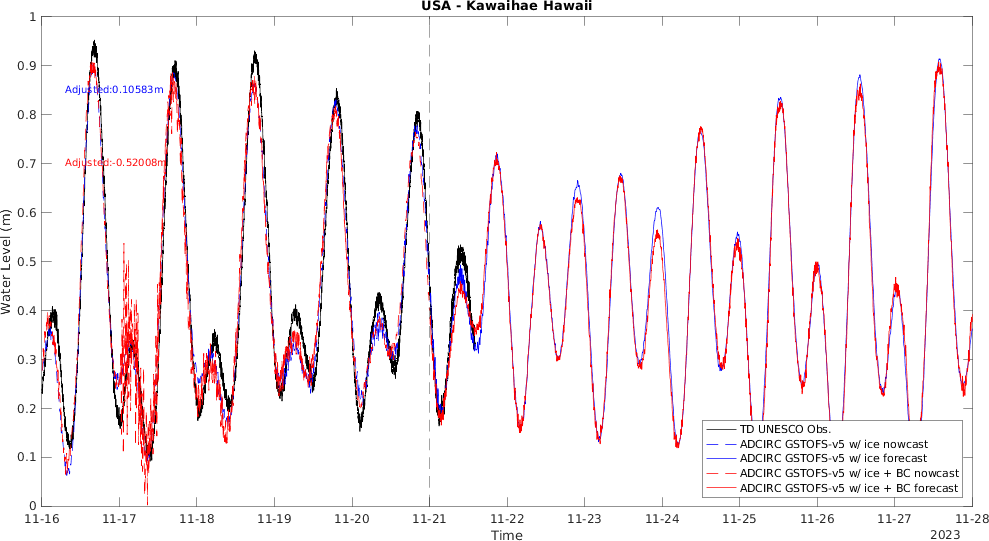 USA - Kawaihae Hawaii
1
0.9
0.8
0.7
0.6
0.5
0.4
0.3
0.2
0.1
0
Water Level (m)
Adjusted:0.10583m
Adjusted:-0.52008m
TD UNESCO Obs.
ADCIRC GSTOFS-v5 w/ ice nowcast
ADCIRC GSTOFS-v5 w/ ice forecast
ADCIRC GSTOFS-v5 w/ ice + BC nowcast
ADCIRC GSTOFS-v5 w/ ice + BC forecast
11-16 11-17 11-18 11-19 11-20 11-21 11-22 11-23 11-24 11-25 11-26 11-27 11-28
Time
2023